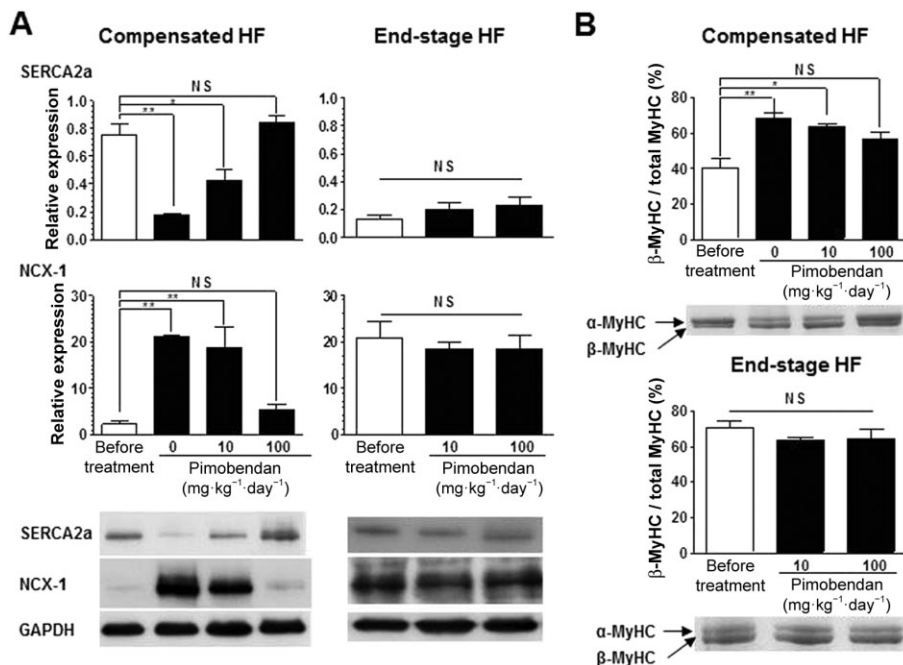 A
Compensated HF
End-stage HF
SERCA2a
Relative expression
1.0
0.8
0.6
0.4
0.2
0.0
NS
*
**
1.0
0.8
0.6
0.4
0.2
0.0
NS
NCX-1
Relative expression
30
20
10
0
NS
**
**
30
20
10
0
NS
Before treatment
0 10 100
Pimobendan
(mg·kg⁻¹·day⁻¹)
Before treatment
10 100
Pimobendan
(mg·kg⁻¹·day⁻¹)
SERCA2a
NCX-1
GAPDH
B
Compensated HF
β-MyHC / total MyHC (%)
80
60
40
20
0
NS
*
**
Before treatment
0 10 100
Pimobendan
(mg·kg⁻¹·day⁻¹)
α-MyHC
β-MyHC
End-stage HF
β-MyHC / total MyHC (%)
80
60
40
20
0
NS
Before treatment
10 100
Pimobendan
(mg·kg⁻¹·day⁻¹)
α-MyHC
β-MyHC